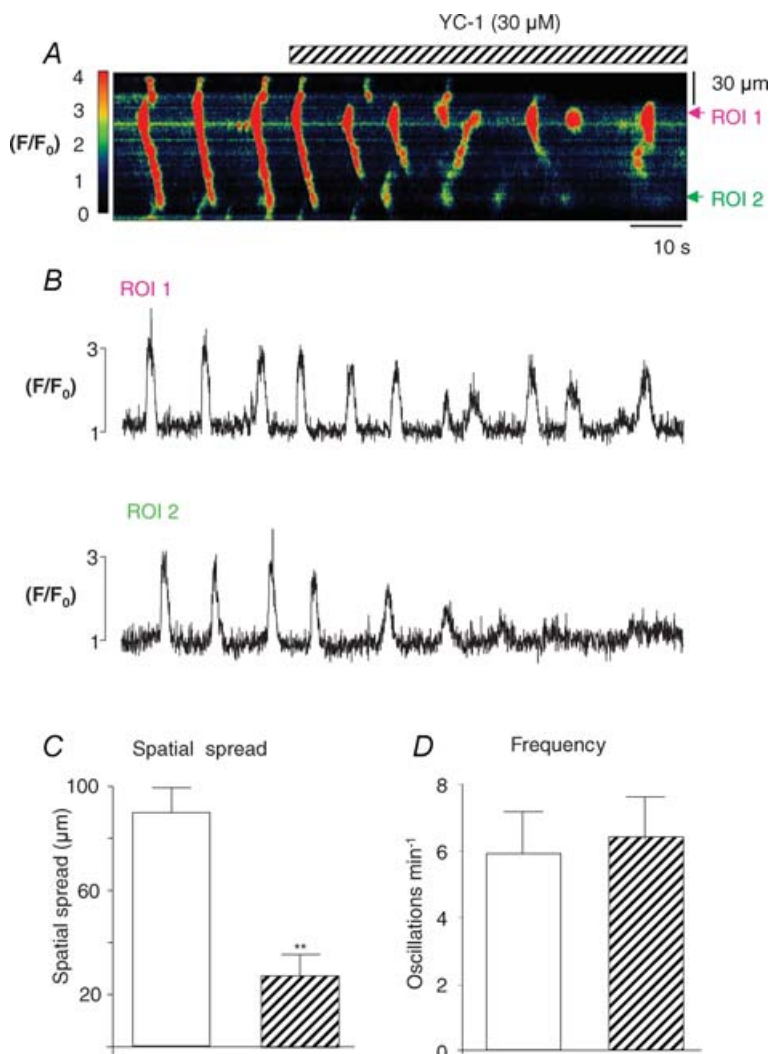 YC-1 (30 µM)
A
4
3
2
1
0
(F/F₀)
30 µm
ROI 1
ROI 2
10 s
B
ROI 1
(F/F₀)
3
1
ROI 2
(F/F₀)
3
1
C Spatial spread
Spatial spread (µm)
100
60
20
**
D Frequency
Oscillations min⁻¹
8
6
4
2
0